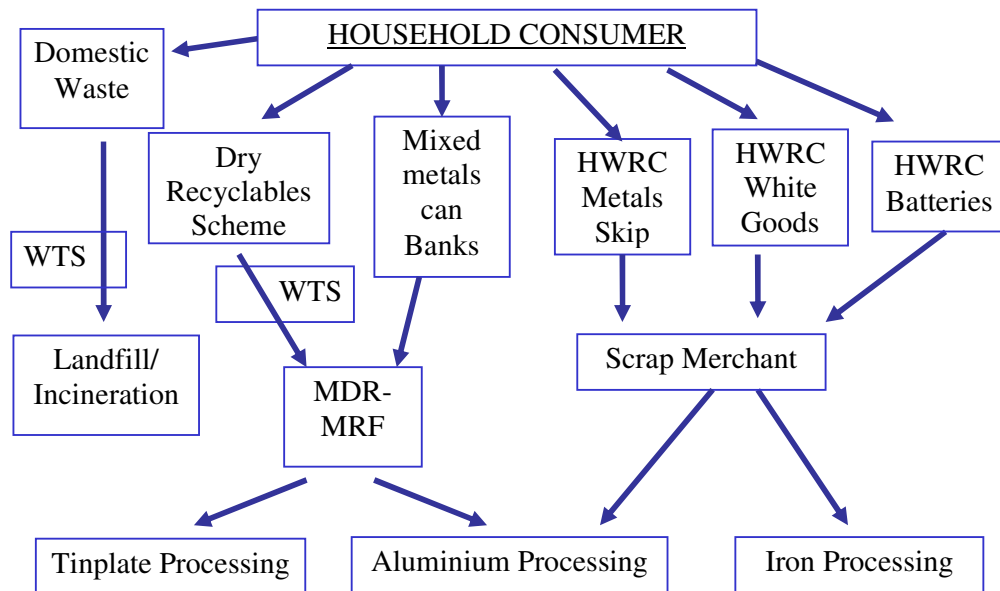 HOUSEHOLD CONSUMER
Domestic
Waste
Dry
Recyclables
Scheme
Mixed
metals
can
Banks
HWRC
Metals
Skip
HWRC
White
Goods
HWRC
Batteries
WTS
WTS
Landfill/
Incineration
MDR-
MRF
Scrap Merchant
Tinplate Processing
Aluminium Processing
Iron Processing